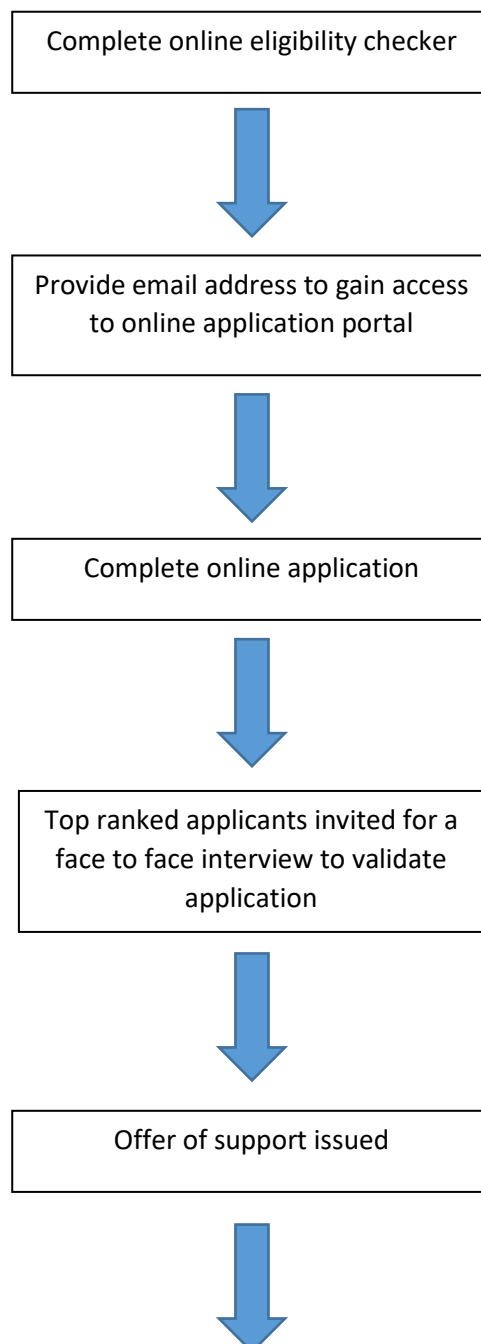 Complete online eligibility checker
Provide email address to gain access
to online application portal
Complete online application
Top ranked applicants invited for a
face to face interview to validate
application
Offer of support issued